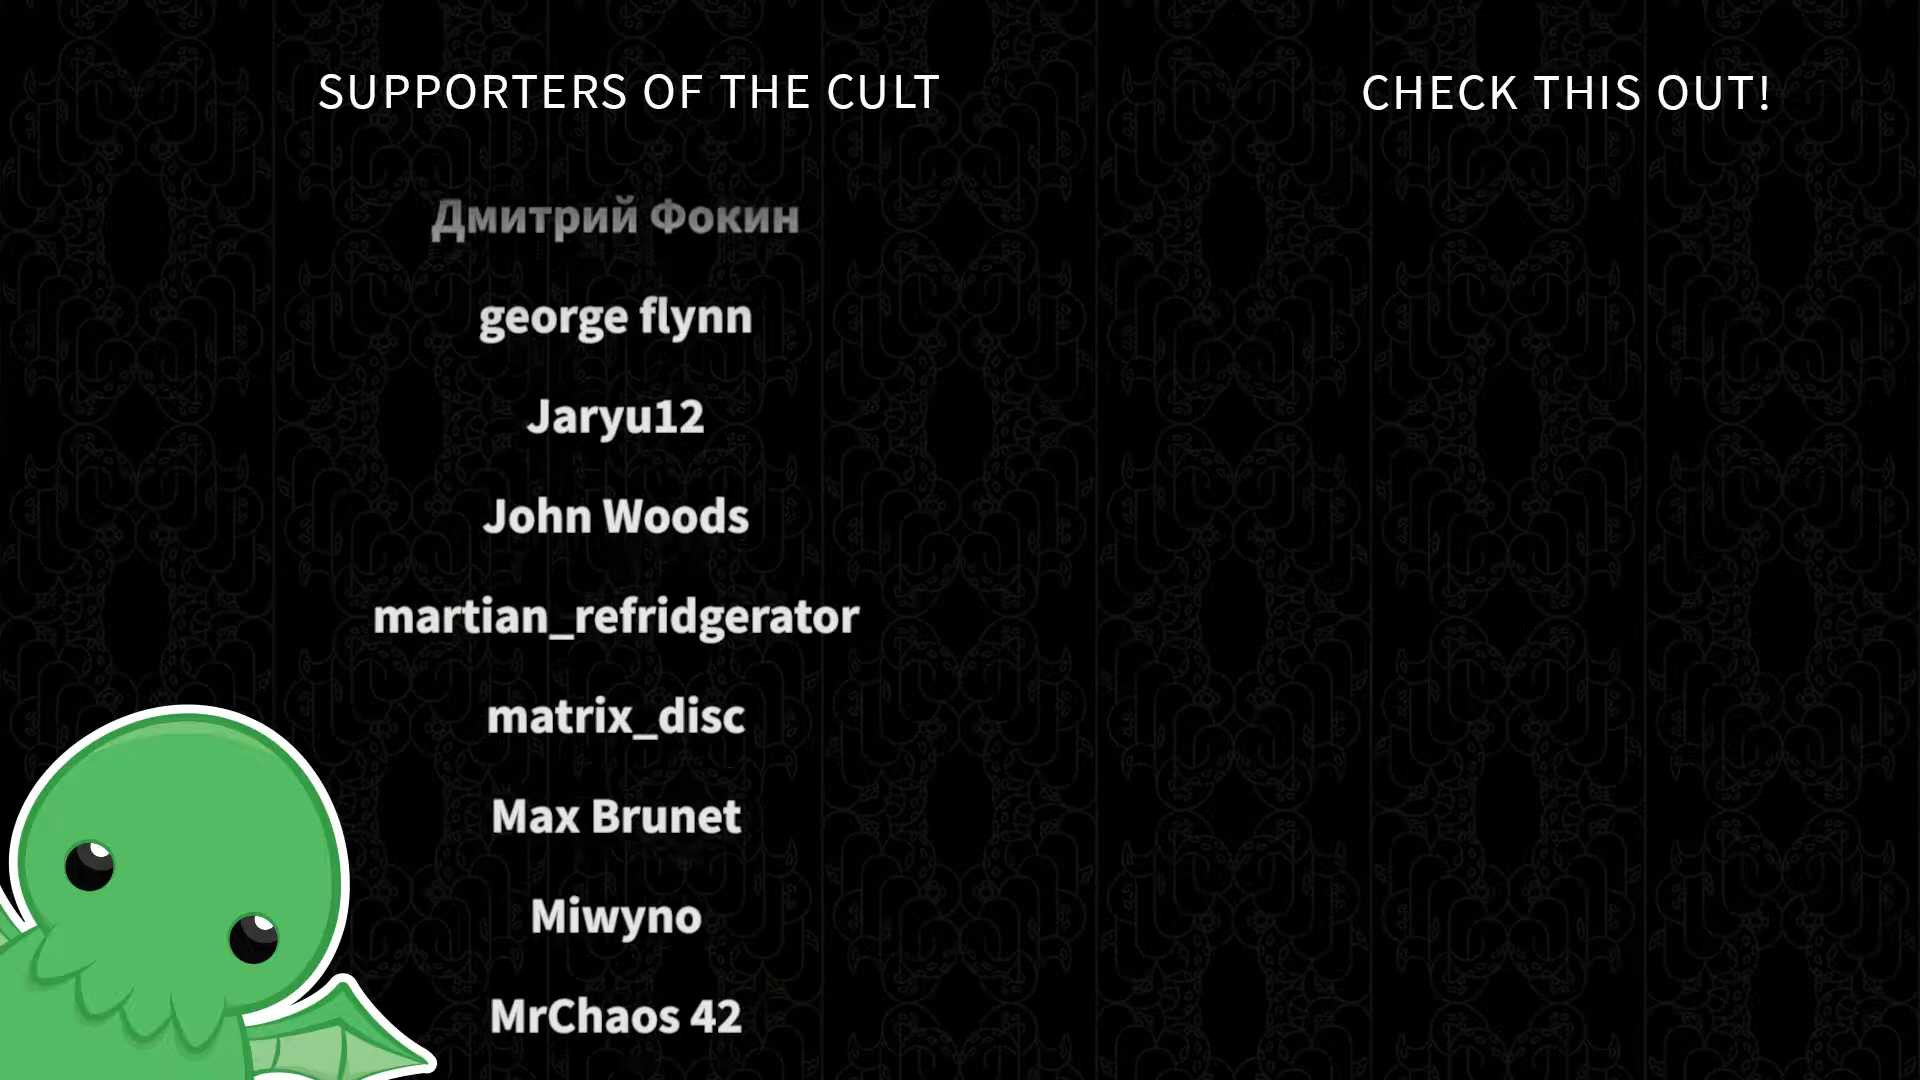 SUPPORTERS OF THE CULT
CHECK THIS OUT!
Дмитрий Фокин
george flynn
Jaryu12
John Woods
martian_refridgerator
matrix_disc
Max Brunet
Miwyno
MrChaos 42